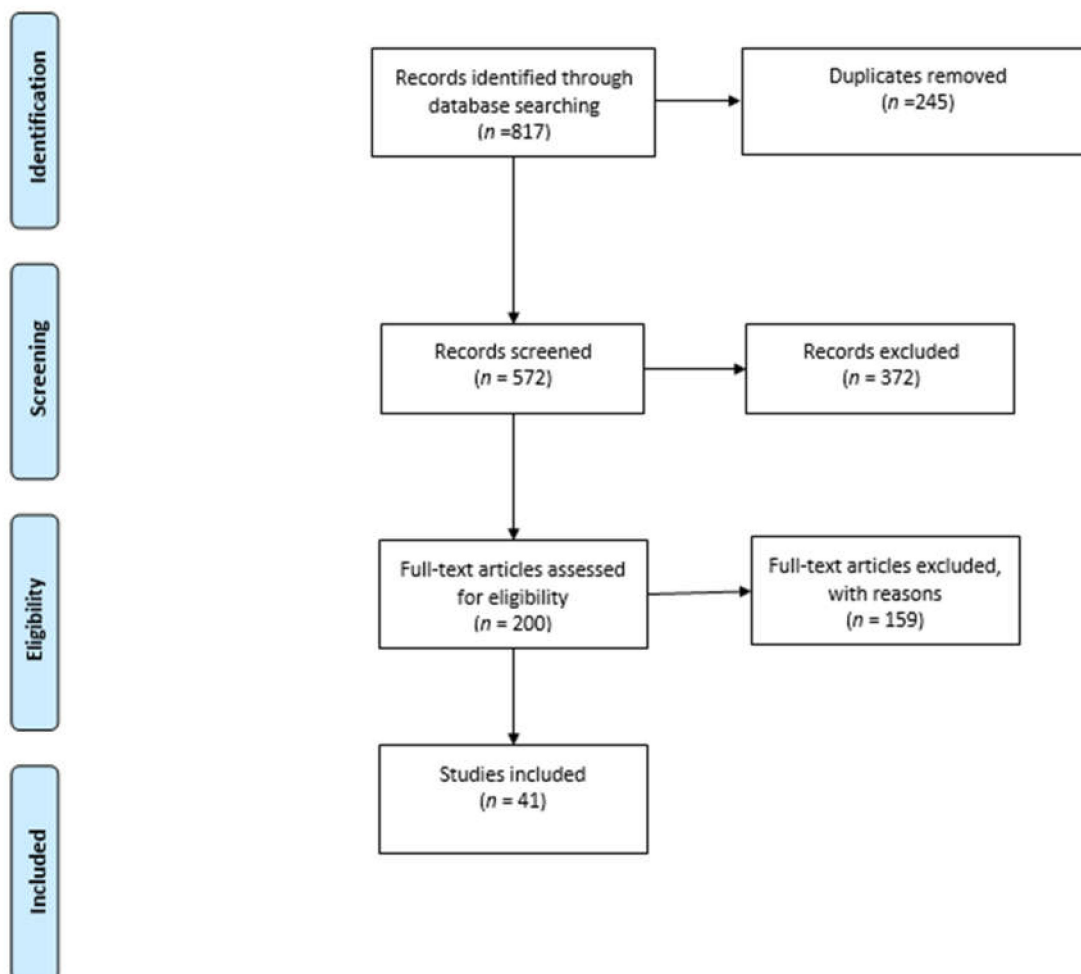 Identification
Records identified through
database searching
(n =817)
Duplicates removed
(n =245)
Screening
Records screened
(n = 572)
Records excluded
(n = 372)
Eligibility
Full-text articles assessed
for eligibility
(n = 200)
Full-text articles excluded,
with reasons
(n = 159)
Included
Studies included
(n = 41)